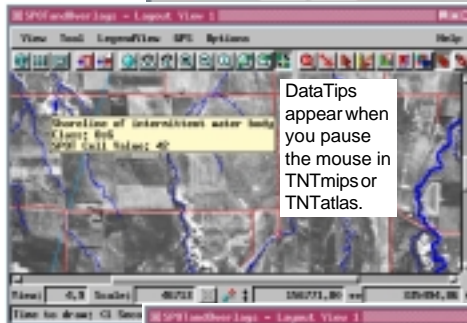 SPOTandOverlays - Layout View 1
View Tool LegendView GPS Options Help
DataTips
appear when
you pause
the mouse in
TNTmips or
TNTatlas.
Shoreline of intermittent water body
Class: 
SPOT Cell Value: 42
View: Scale: 46713
Time to draw:
SPOTandOverlays - Layout View 1